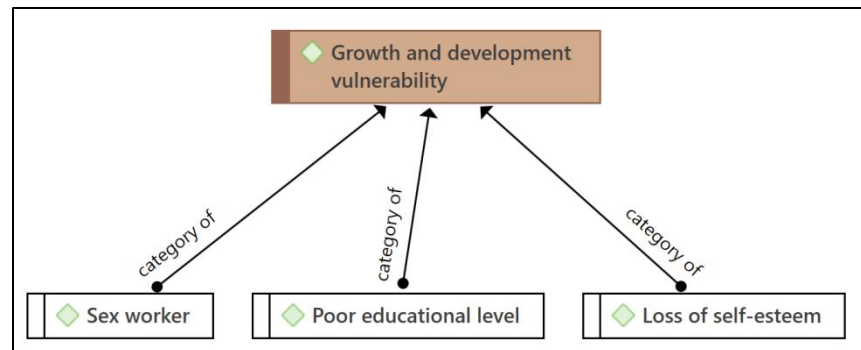 Growth and development
vulnerability
category of
category of
category of
Sex worker
Poor educational level
Loss of self-esteem